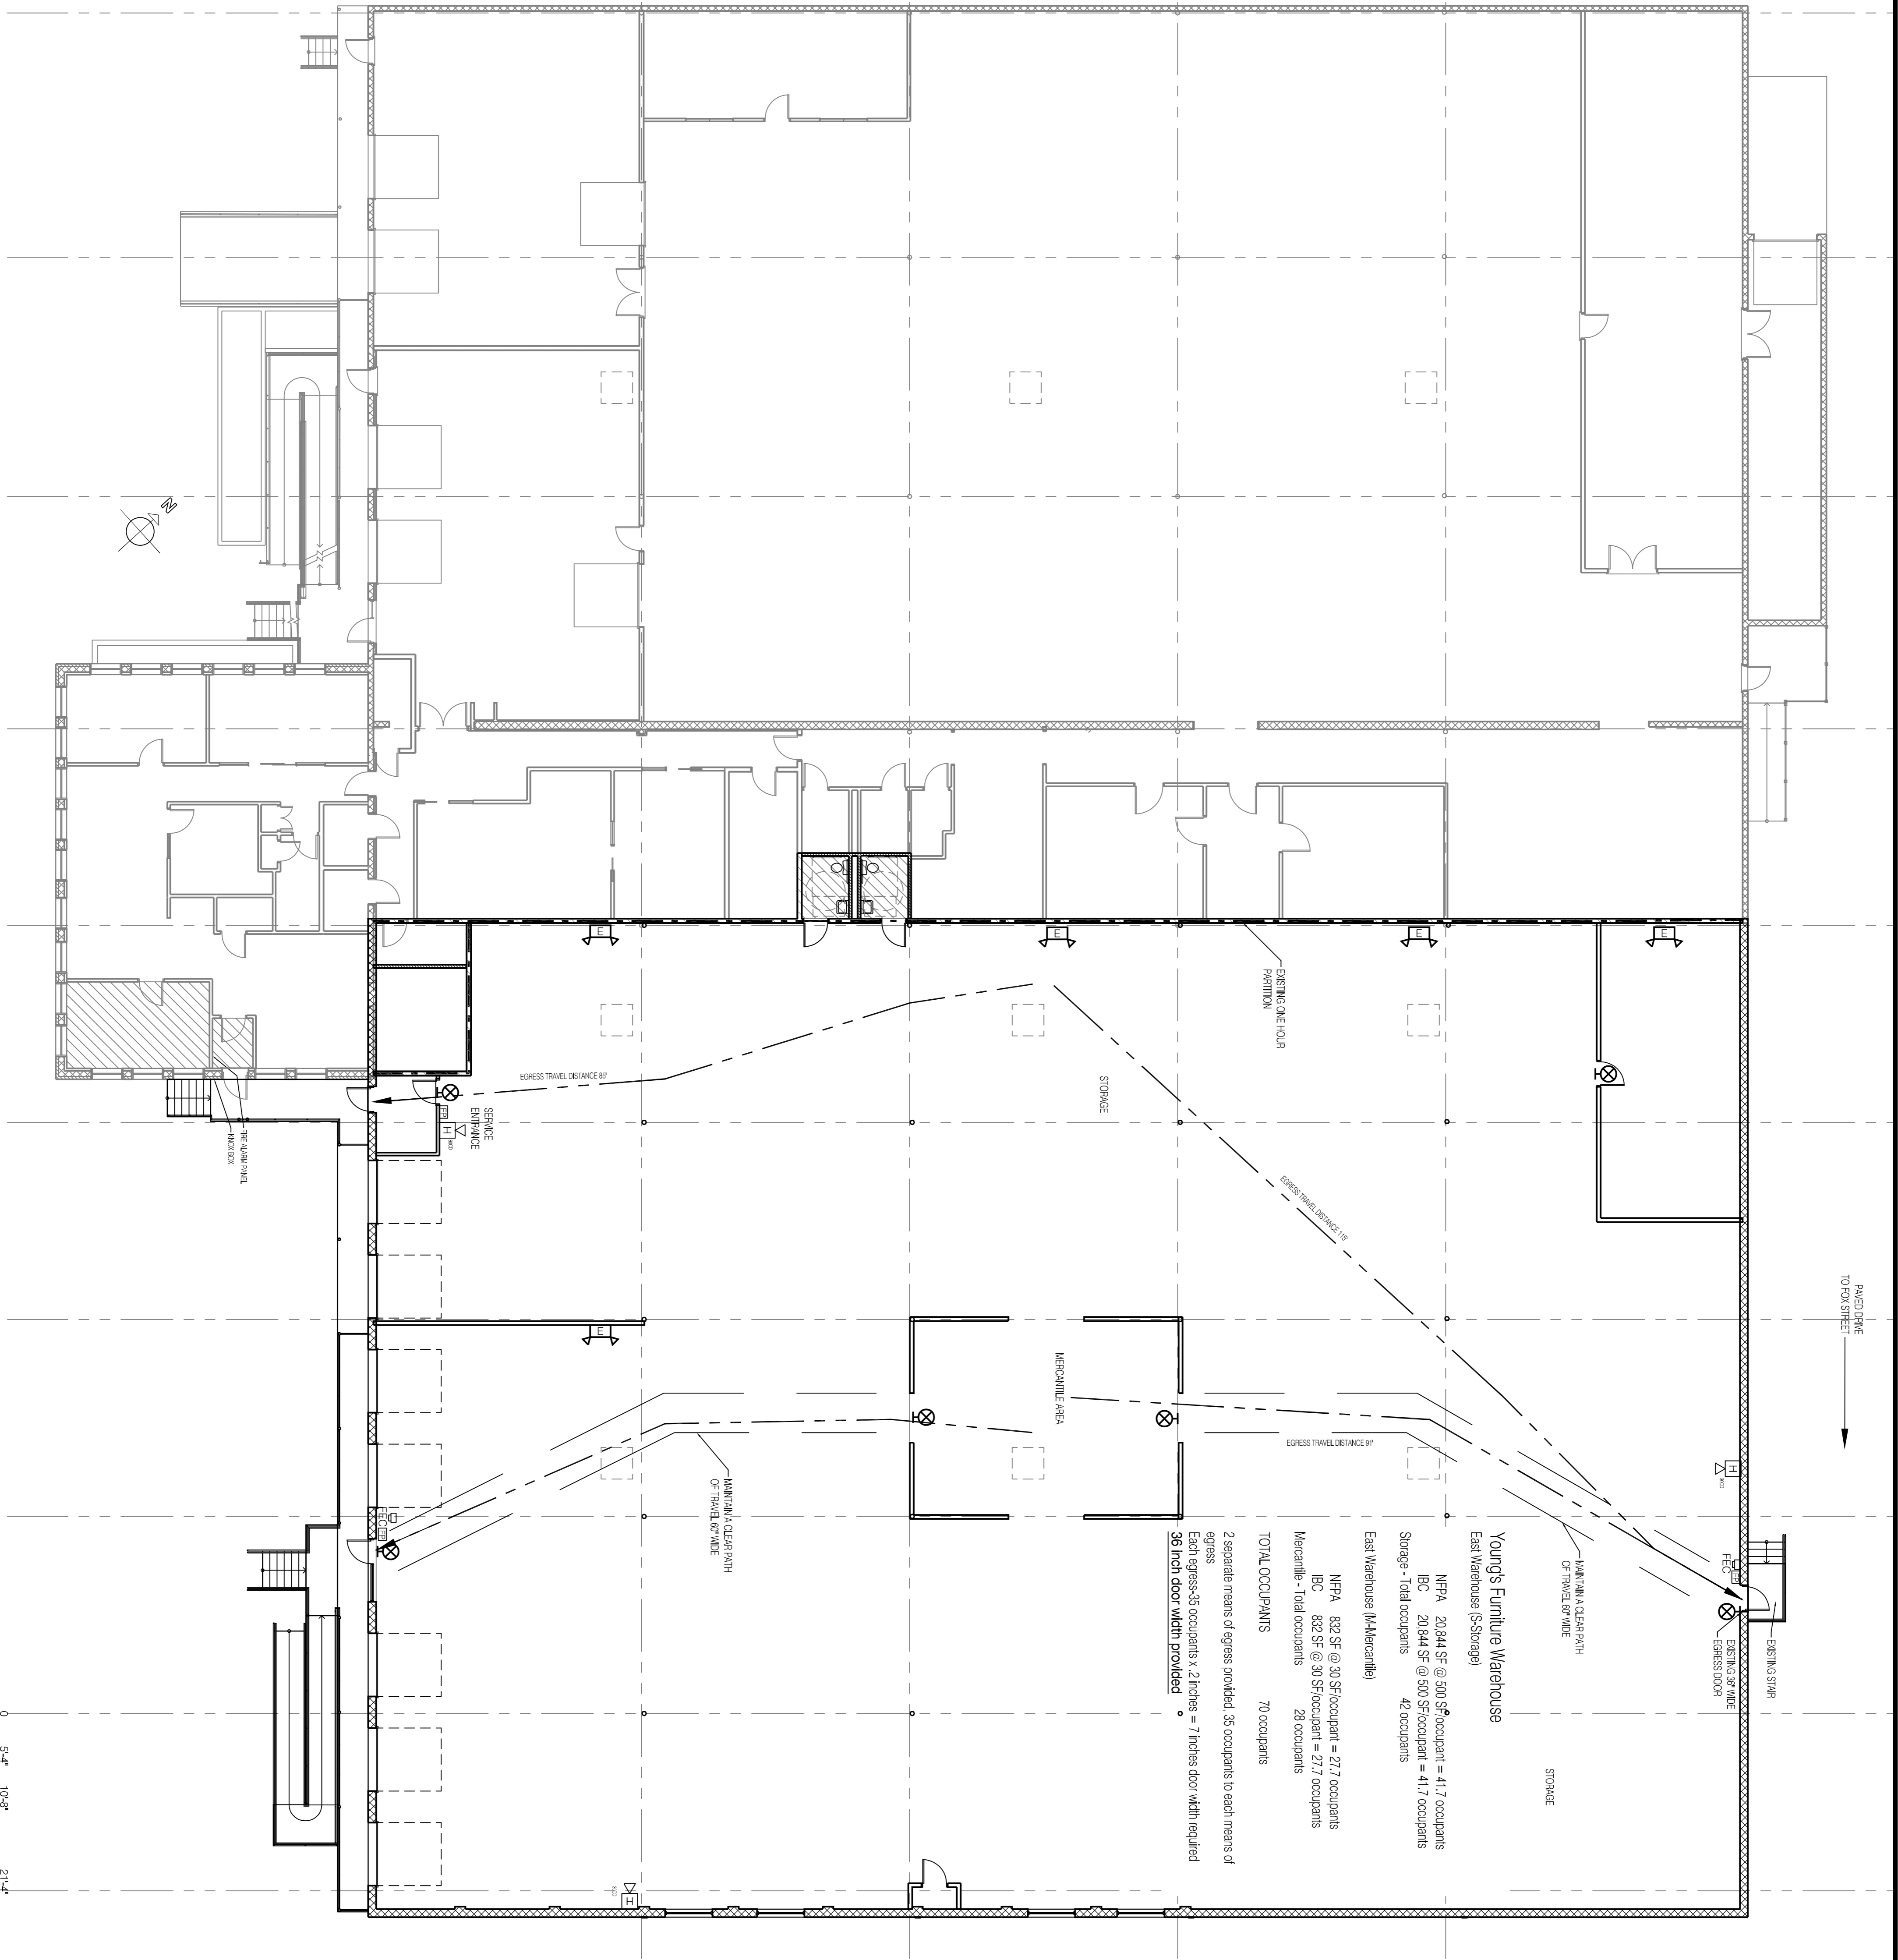 PAVED DRIVE
TO FOX STREET
EXISTING STAIR
EXISTING 36" WIDE
EGRESS DOOR
FEC
FP
MAINTAIN A CLEAR PATH
OF TRAVEL 60" WIDE
STORAGE
Young's Furniture Warehouse
East Warehouse (S-Storage)
NFPA 20,844 SF @ 500 SF/occupant = 41.7 occupants
IBC 20,844 SF @ 500 SF/occupant = 41.7 occupants
Storage - Total occupants 42 occupants
East Warehouse (M-Mercantile)
NFPA 832 SF @ 30 SF/occupant = 27.7 occupants
IBC 832 SF @ 30 SF/occupant = 27.7 occupants
Mercantile - Total occupants 28 occupants
TOTAL OCCUPANTS 70 occupants
2 separate means of egress provided, 35 occupants to each means of
egress
Each egress-35 occupants x .2 inches = 7 inches door width required
36 inch door width provided
H
EGRESS TRAVEL DISTANCE 91'
EGRESS TRAVEL DISTANCE 115'
EXISTING ONE HOUR
PARTITION
STORAGE
MERCANTILE AREA
E
E
E
E
E
MAINTAIN A CLEAR PATH
OF TRAVEL 60" WIDE
EGRESS TRAVEL DISTANCE 85'
SERVICE
ENTRANCE
FP
H
H
FEC
FP
FIRE ALARM PANEL
KNOX BOX
N
0 5'-4" 10'-8" 21'-4"